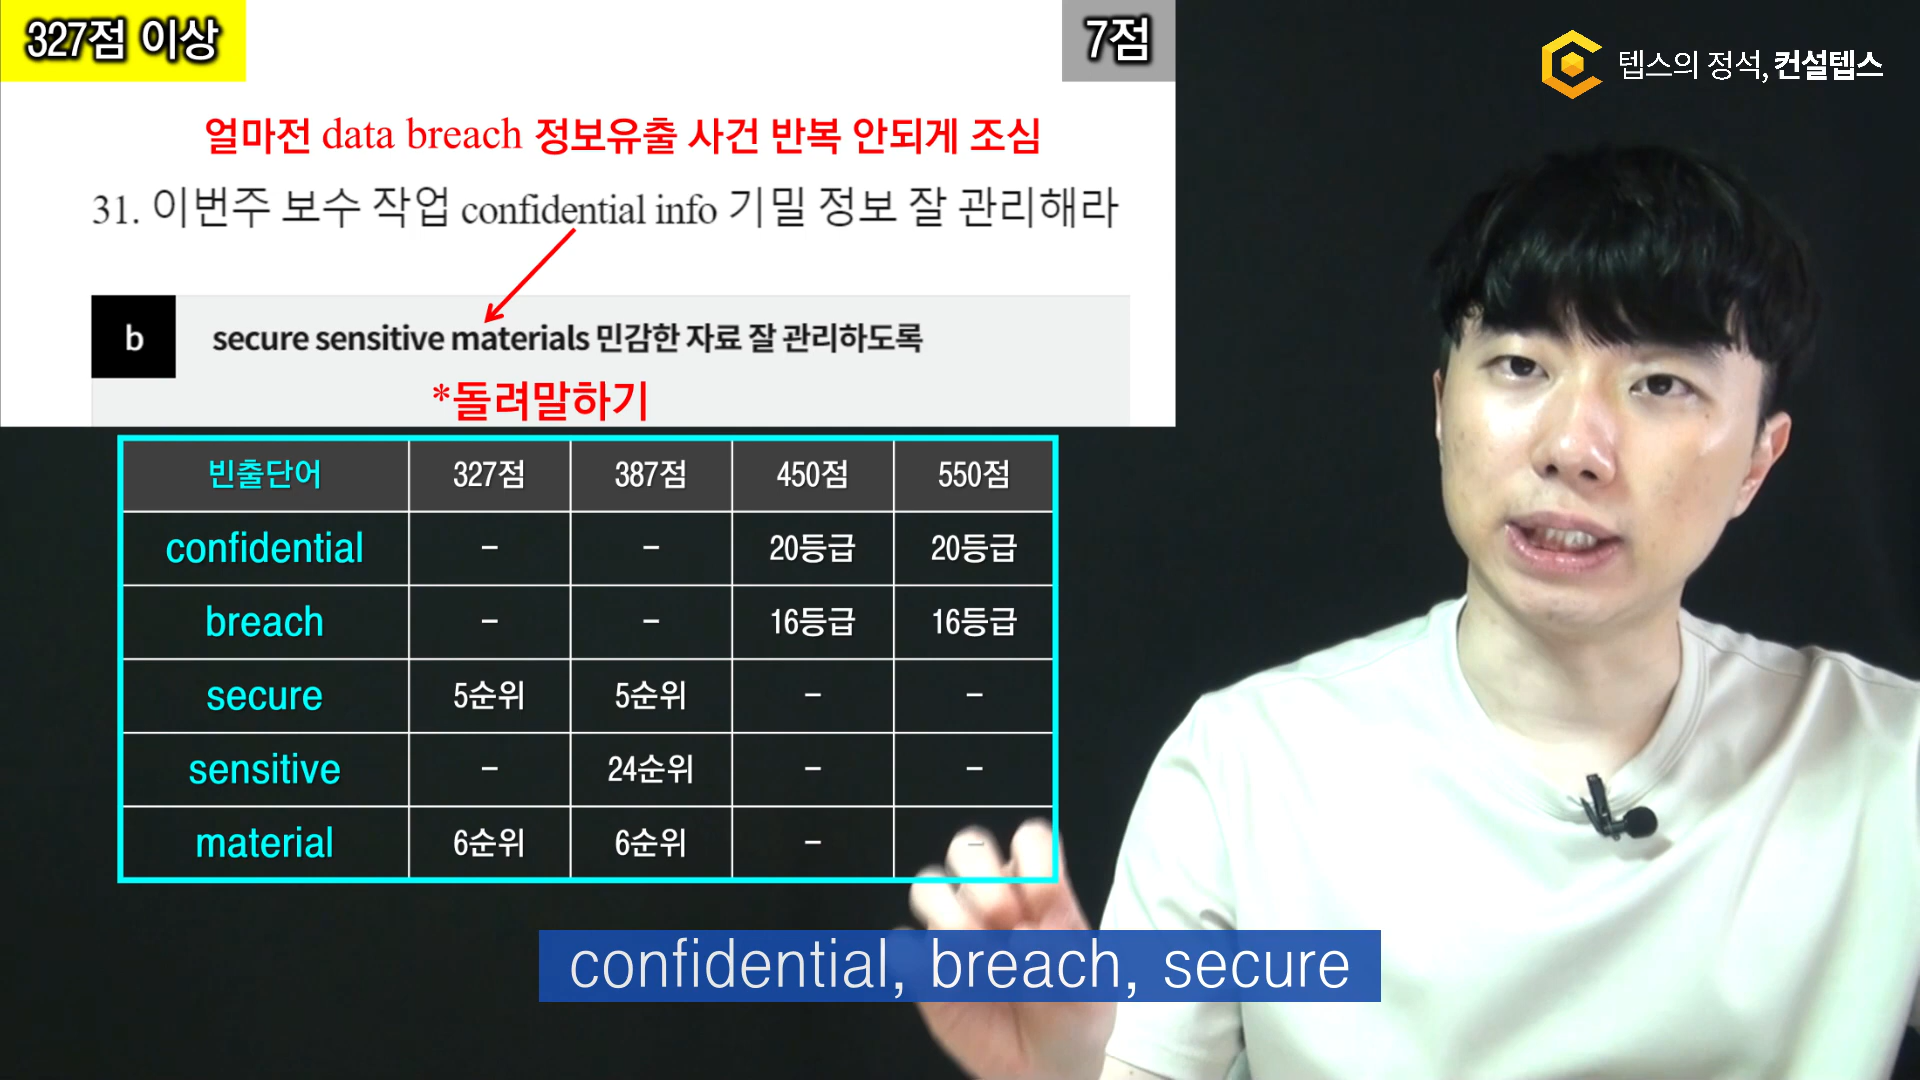 327점 이상
7점
텝스의 정석, 컨설텝스
얼마전 data breach 정보유출 사건 반복 안되게 조심
31. 이번주 보수 작업 confidential info 기밀 정보 잘 관리해라
b secure sensitive materials 민감한 자료 잘 관리하도록
*돌려말하기
빈출단어 327점 387점 450점 550점
confidential - - 20등급 20등급
breach - - 16등급 16등급
secure 5순위 5순위 - -
sensitive - 24순위 - -
material 6순위 6순위 - -
confidential, breach, secure